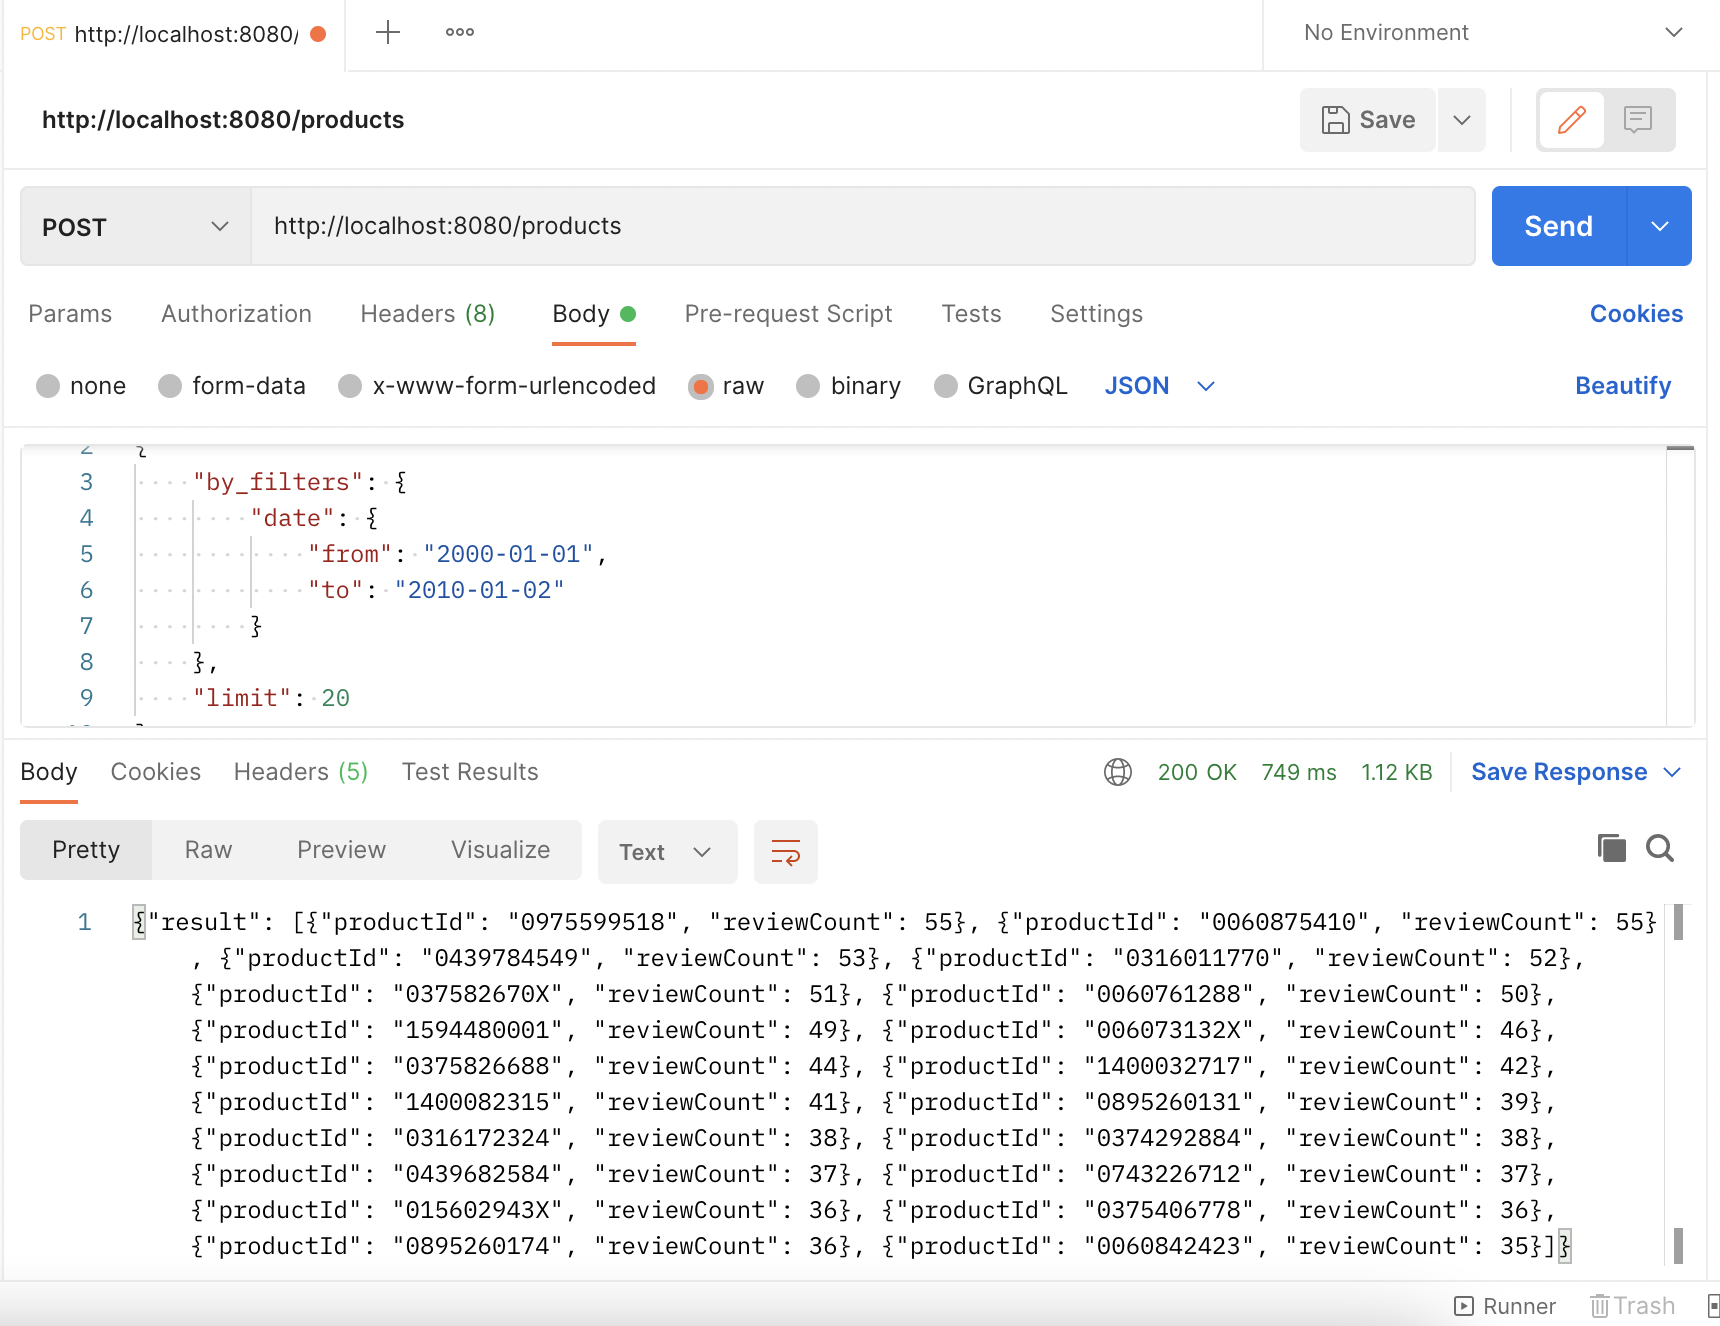 POST http://localhost:8080/
No Environment
http://localhost:8080/products
Save
POST
http://localhost:8080/products
Send
Params Authorization Headers (8) Body Pre-request Script Tests Settings Cookies
none form-data x-www-form-urlencoded raw binary GraphQL JSON Beautify
2 {
3 "by_filters": {
4 "date": {
5 "from": "2000-01-01",
6 "to": "2010-01-02"
7 }
8 },
9 "limit": 20
Body Cookies Headers (5) Test Results 200 OK 749 ms 1.12 KB Save Response
Pretty Raw Preview Visualize Text
1 {"result": [{"productId": "0975599518", "reviewCount": 55}, {"productId": "0060875410", "reviewCount": 55}
, {"productId": "0439784549", "reviewCount": 53}, {"productId": "0316011770", "reviewCount": 52},
{"productId": "037582670X", "reviewCount": 51}, {"productId": "0060761288", "reviewCount": 50},
{"productId": "1594480001", "reviewCount": 49}, {"productId": "006073132X", "reviewCount": 46},
{"productId": "0375826688", "reviewCount": 44}, {"productId": "1400032717", "reviewCount": 42},
{"productId": "1400082315", "reviewCount": 41}, {"productId": "0895260131", "reviewCount": 39},
{"productId": "0316172324", "reviewCount": 38}, {"productId": "0374292884", "reviewCount": 38},
{"productId": "0439682584", "reviewCount": 37}, {"productId": "0743226712", "reviewCount": 37},
{"productId": "015602943X", "reviewCount": 36}, {"productId": "0375406778", "reviewCount": 36},
{"productId": "0895260174", "reviewCount": 36}, {"productId": "0060842423", "reviewCount": 35}]}
Runner Trash